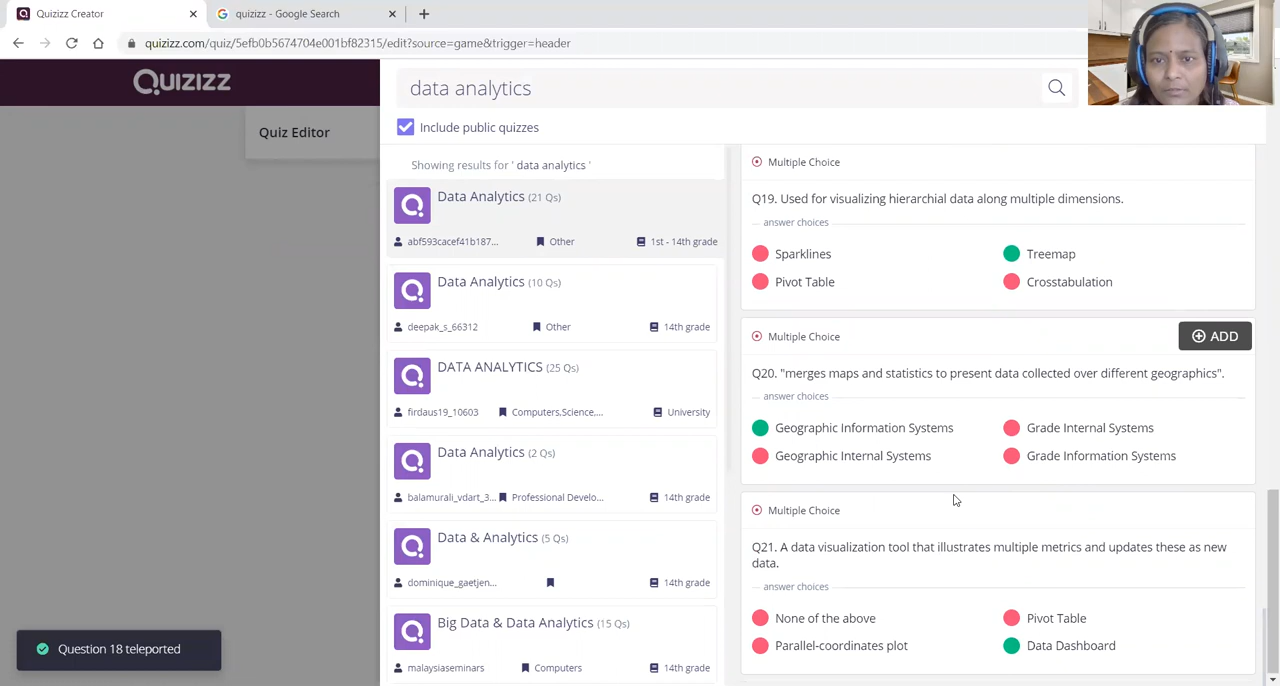 Quizizz Creator
quizizz - Google Search
quizizz.com/quiz/5efb0b5674704e001bf82315/edit?source=game&trigger=header
Quizizz
Quiz Editor
data analytics
Include public quizzes
Showing results for ' data analytics '
Data Analytics (21 Qs)
abf593cacef41b187...
Other
1st - 14th grade
Data Analytics (10 Qs)
deepak_s_66312
Other
14th grade
DATA ANALYTICS (25 Qs)
firdaus19_10603
Computers,Science,...
University
Data Analytics (2 Qs)
balamurali_vdart_3...
Professional Develo...
14th grade
Data & Analytics (5 Qs)
dominique_gaetjen...
14th grade
Big Data & Data Analytics (15 Qs)
malaysiaseminars
Computers
14th grade
Multiple Choice
Q19. Used for visualizing hierarchial data along multiple dimensions.
answer choices
Sparklines
Treemap
Pivot Table
Crosstabulation
Multiple Choice
ADD
Q20. "merges maps and statistics to present data collected over different geographics".
answer choices
Geographic Information Systems
Grade Internal Systems
Geographic Internal Systems
Grade Information Systems
Multiple Choice
Q21. A data visualization tool that illustrates multiple metrics and updates these as new
data.
answer choices
None of the above
Pivot Table
Parallel-coordinates plot
Data Dashboard
Question 18 teleported